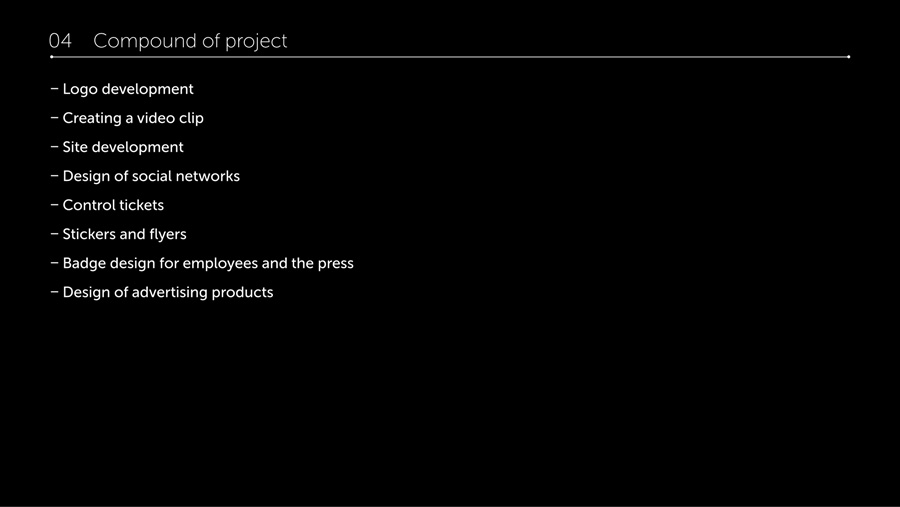 04 Compound of project
– Logo development
– Creating a video clip
– Site development
– Design of social networks
– Control tickets
– Stickers and flyers
– Badge design for employees and the press
– Design of advertising products